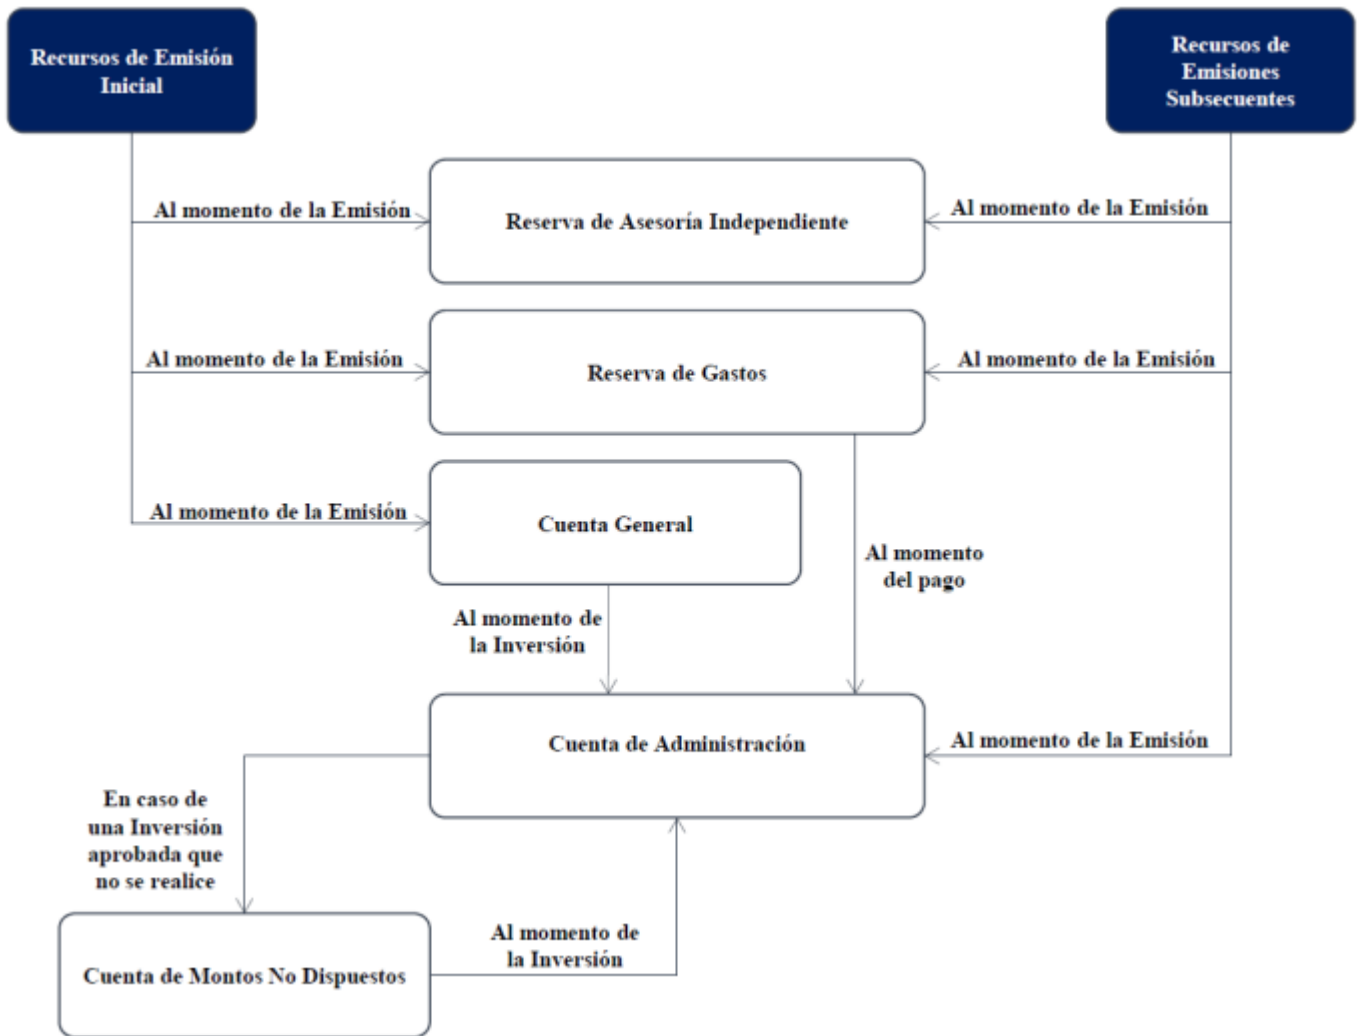 Recursos de Emisión
Inicial
Recursos de
Emisiones
Subsecuentes
Al momento de la Emisión
Reserva de Asesoría Independiente
Al momento de la Emisión
Al momento de la Emisión
Reserva de Gastos
Al momento de la Emisión
Al momento de la Emisión
Cuenta General
Al momento
del pago
Al momento de
la Inversión
Cuenta de Administración
Al momento de la Emisión
En caso de
una Inversión
aprobada que
no se realice
Cuenta de Montos No Dispuestos
Al momento de
la Inversión